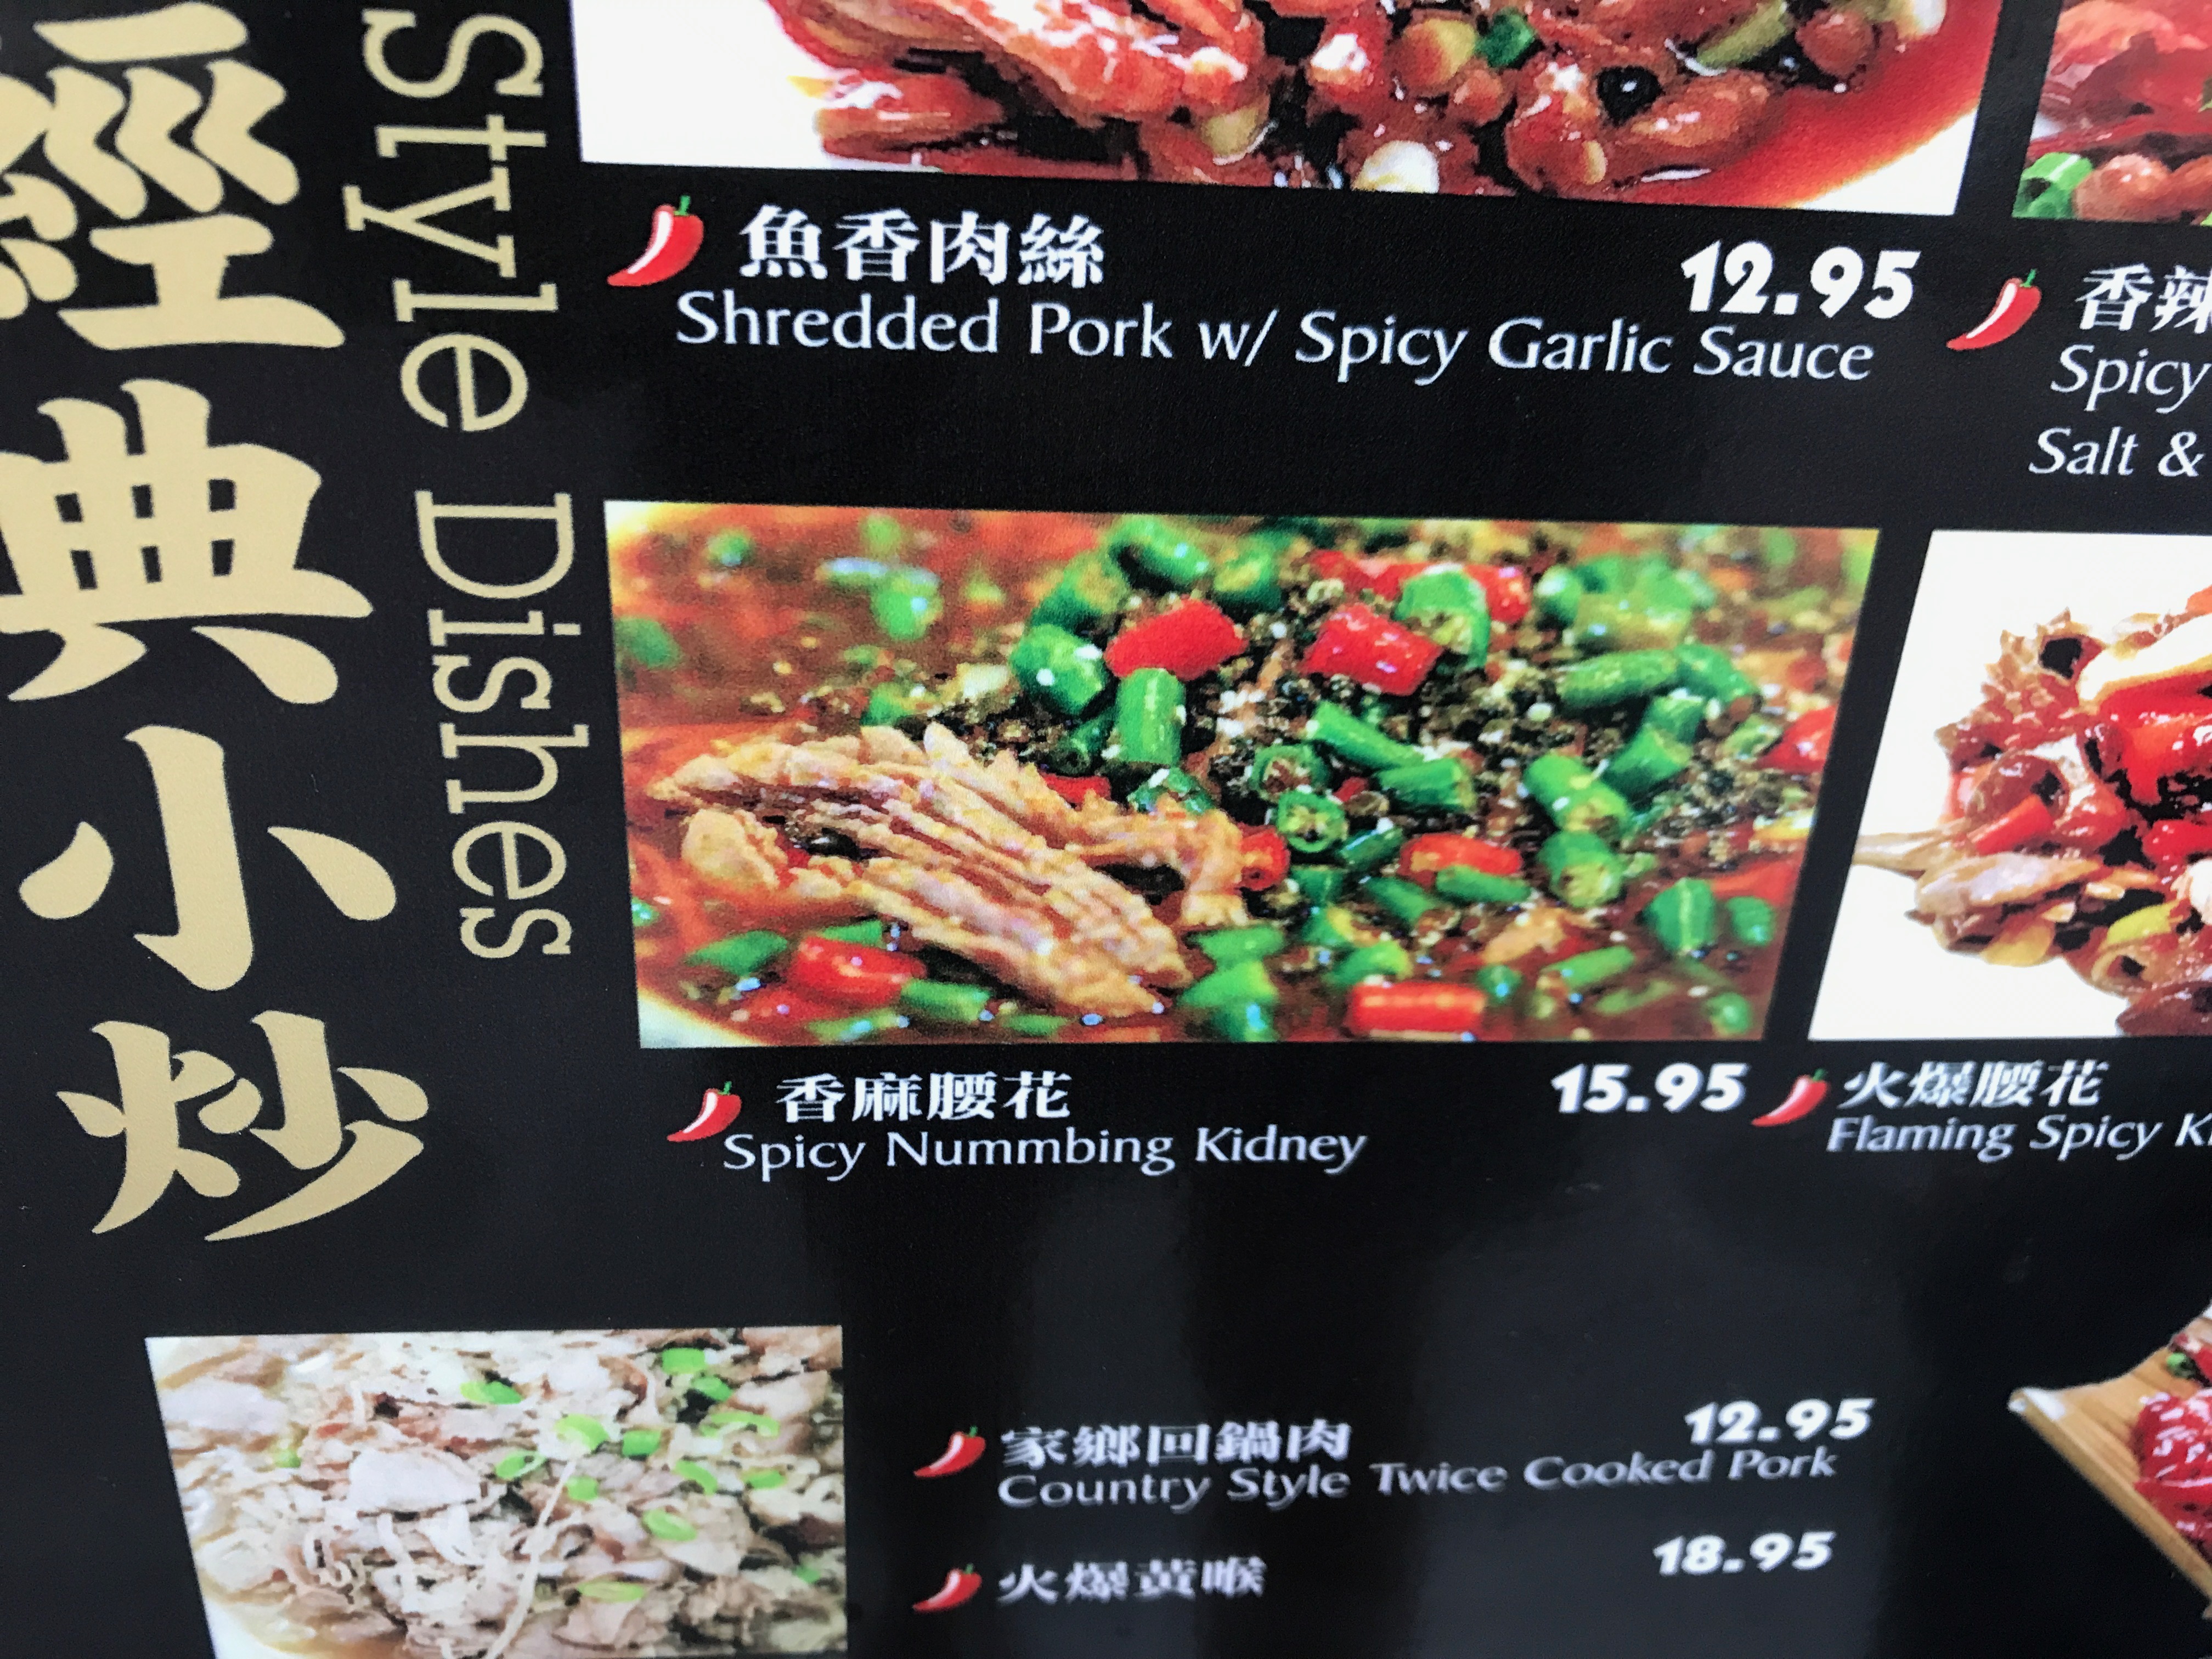 經典小炒
Style Dishes
魚香肉絲 12.95
Shredded Pork w/ Spicy Garlic Sauce
香辣
Spicy
Salt &
香麻腰花 15.95
Spicy Nummbing Kidney
火爆腰花
Flaming Spicy
家鄉回鍋肉 12.95
Country Style Twice Cooked Pork
火爆黃喉 18.95